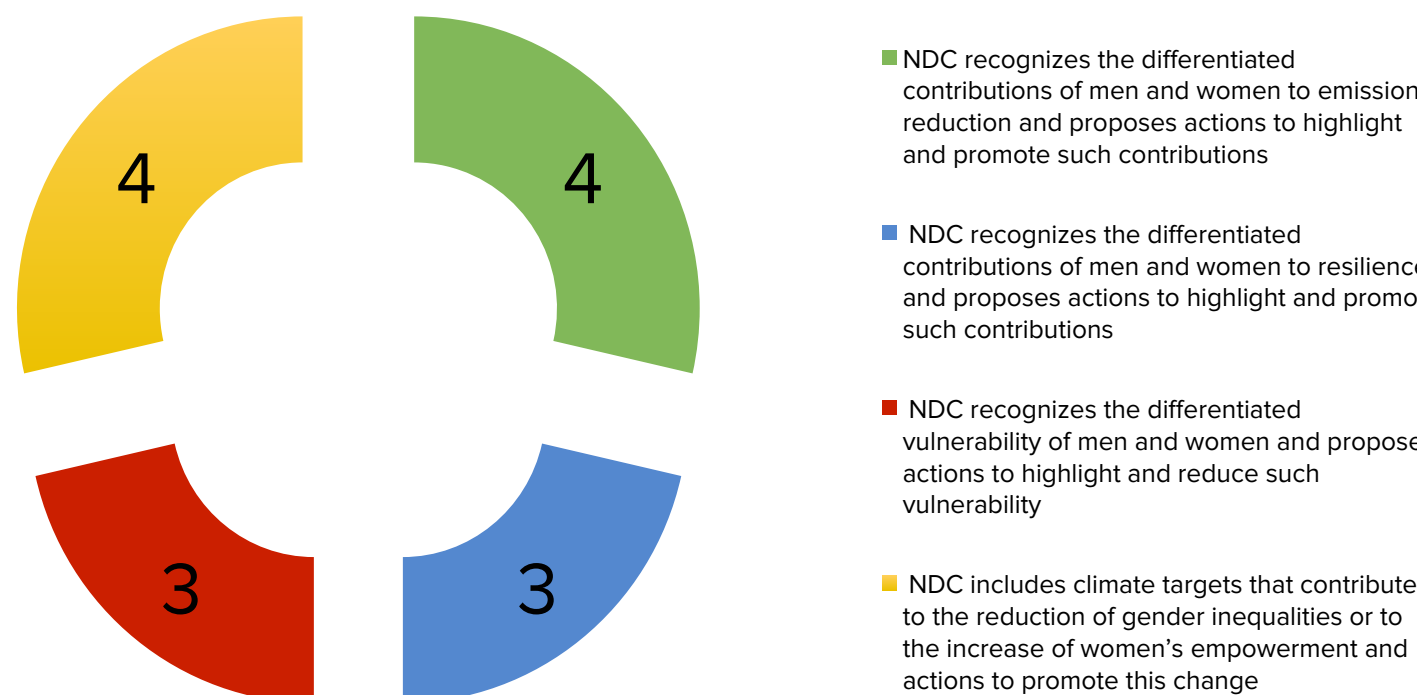 4
4
3
3
NDC recognizes the differentiated
contributions of men and women to emission
reduction and proposes actions to highlight
and promote such contributions
NDC recognizes the differentiated
contributions of men and women to resilience
and proposes actions to highlight and promo
such contributions
NDC recognizes the differentiated
vulnerability of men and women and propose
actions to highlight and reduce such
vulnerability
NDC includes climate targets that contribute
to the reduction of gender inequalities or to
the increase of women’s empowerment and
actions to promote this change